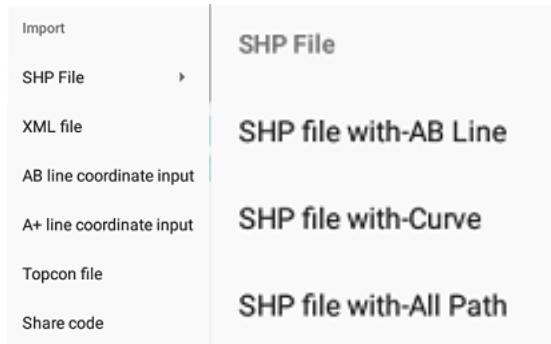 Import
SHP File
XML file
AB line coordinate input
A+ line coordinate input
Topcon file
Share code
SHP File
SHP file with-AB Line
SHP file with-Curve
SHP file with-All Path